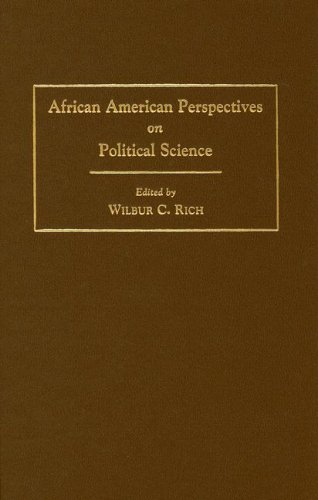 African American Perspectives
on
Political Science
Edited by
WILBUR C. RICH